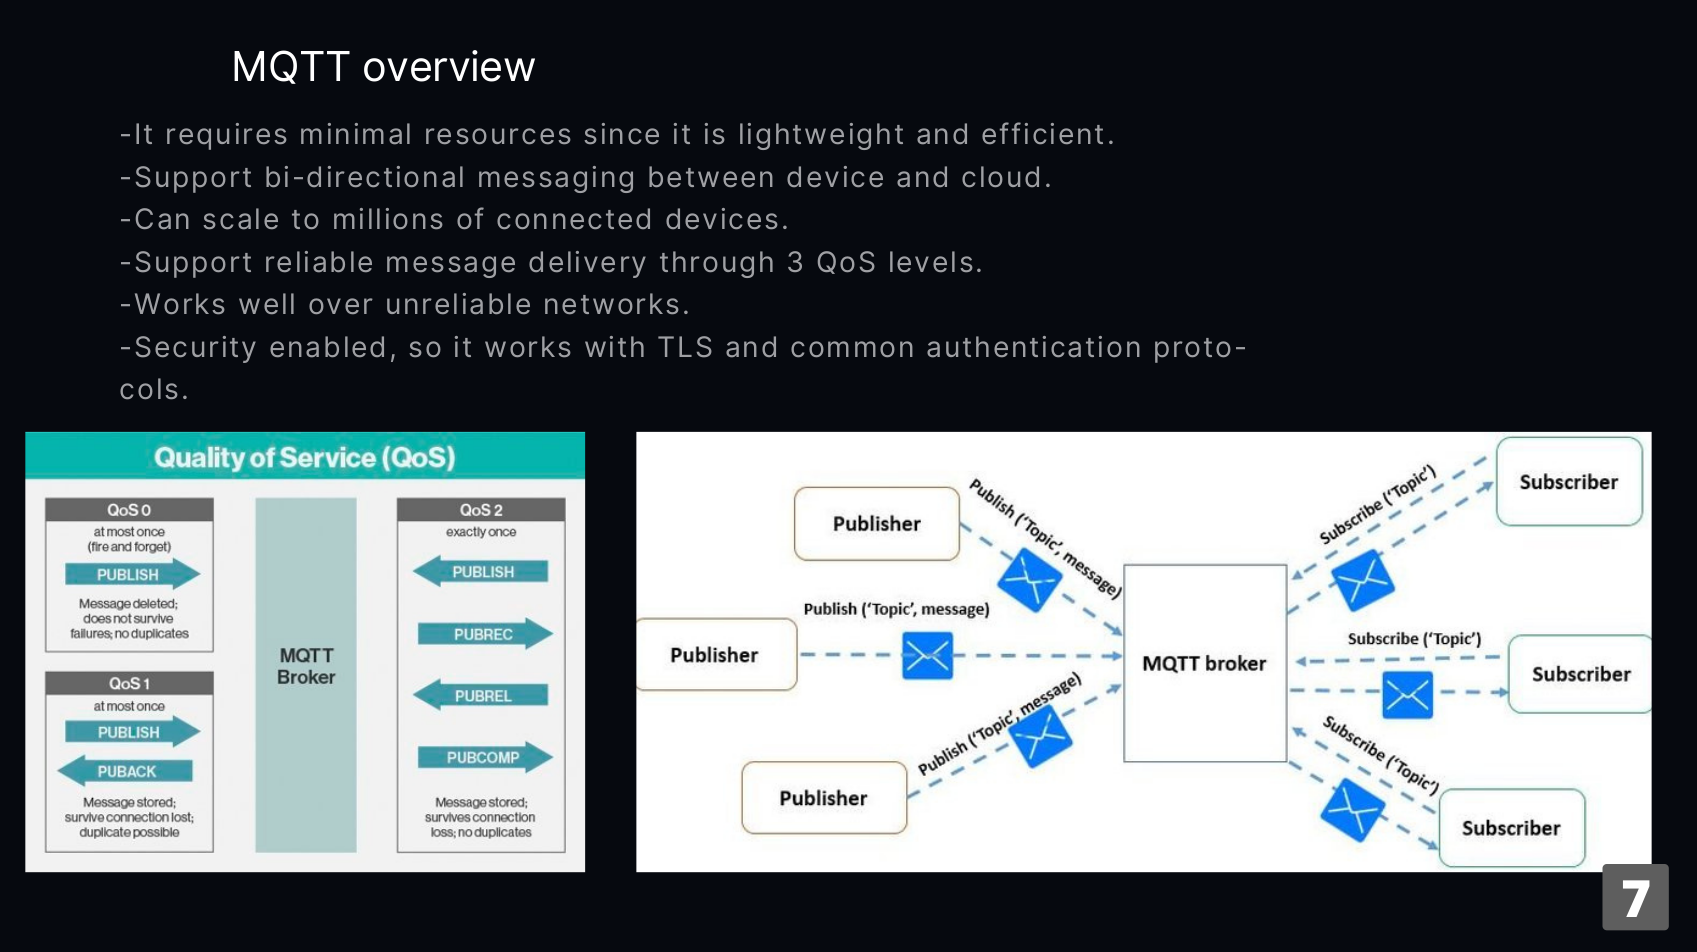 MQTT overview
-It requires minimal resources since it is lightweight and efficient.
-Support bi-directional messaging between device and cloud.
-Can scale to millions of connected devices.
-Support reliable message delivery through 3 QoS levels.
-Works well over unreliable networks.
-Security enabled, so it works with TLS and common authentication proto-
cols.
Quality of Service (QoS)
QoS 0
at most once
(fire and forget)
PUBLISH
Message deleted;
does not survive
failures; no duplicates
QoS 1
at most once
PUBLISH
PUBACK
Message stored;
survive connection lost;
duplicate possible
MQTT
Broker
QoS 2
exactly once
PUBLISH
PUBREC
PUBREL
PUBCOMP
Message stored;
survives connection
loss; no duplicates
Publisher
Publish (‘Topic’, message)
Publisher
Publish (‘Topic’, message)
Publisher
Publish (‘Topic’, message)
MQTT broker
Subscribe (‘Topic’)
Subscriber
Subscribe (‘Topic’)
Subscriber
Subscribe (‘Topic’)
Subscriber
7